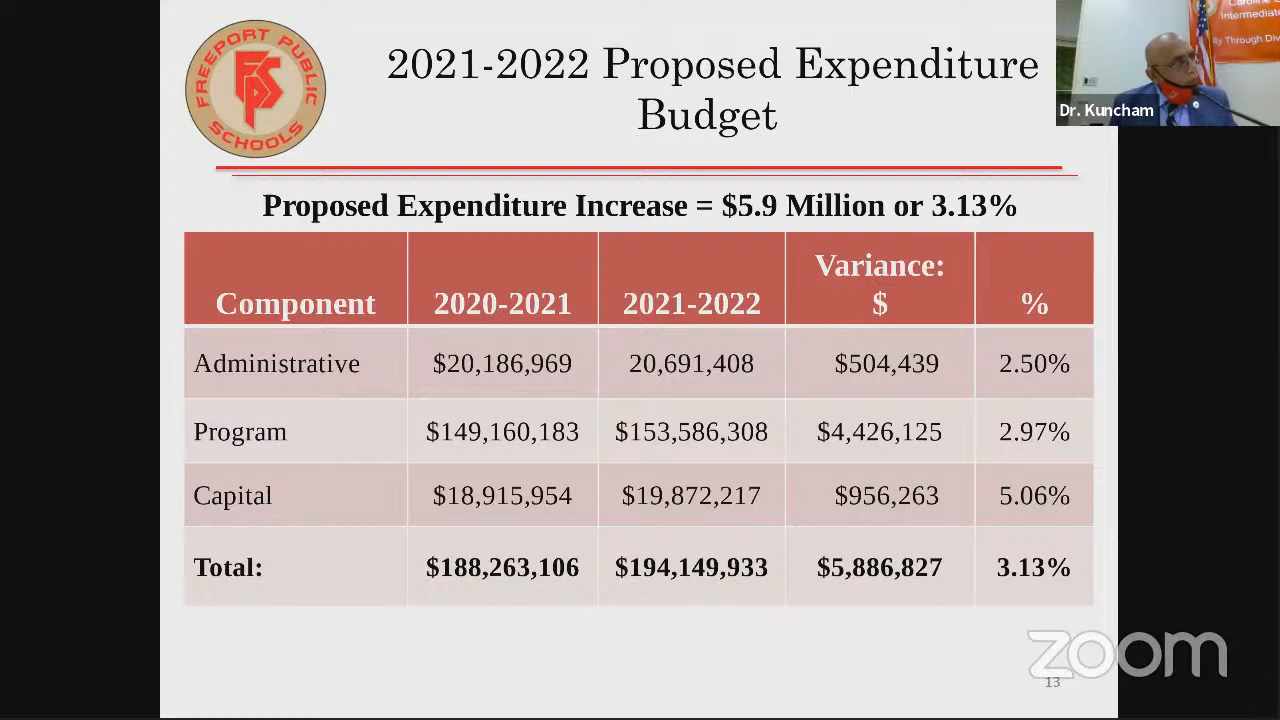 FREEPORT PUBLIC
SCHOOLS
FPS
2021-2022 Proposed Expenditure
Budget
Intermediate
Dr. Kuncham
Proposed Expenditure Increase = $5.9 Million or 3.13%
Component 2020-2021 2021-2022 Variance: $ %
Administrative $20,186,969 20,691,408 $504,439 2.50%
Program $149,160,183 $153,586,308 $4,426,125 2.97%
Capital $18,915,954 $19,872,217 $956,263 5.06%
Total: $188,263,106 $194,149,933 $5,886,827 3.13%
zoom
13